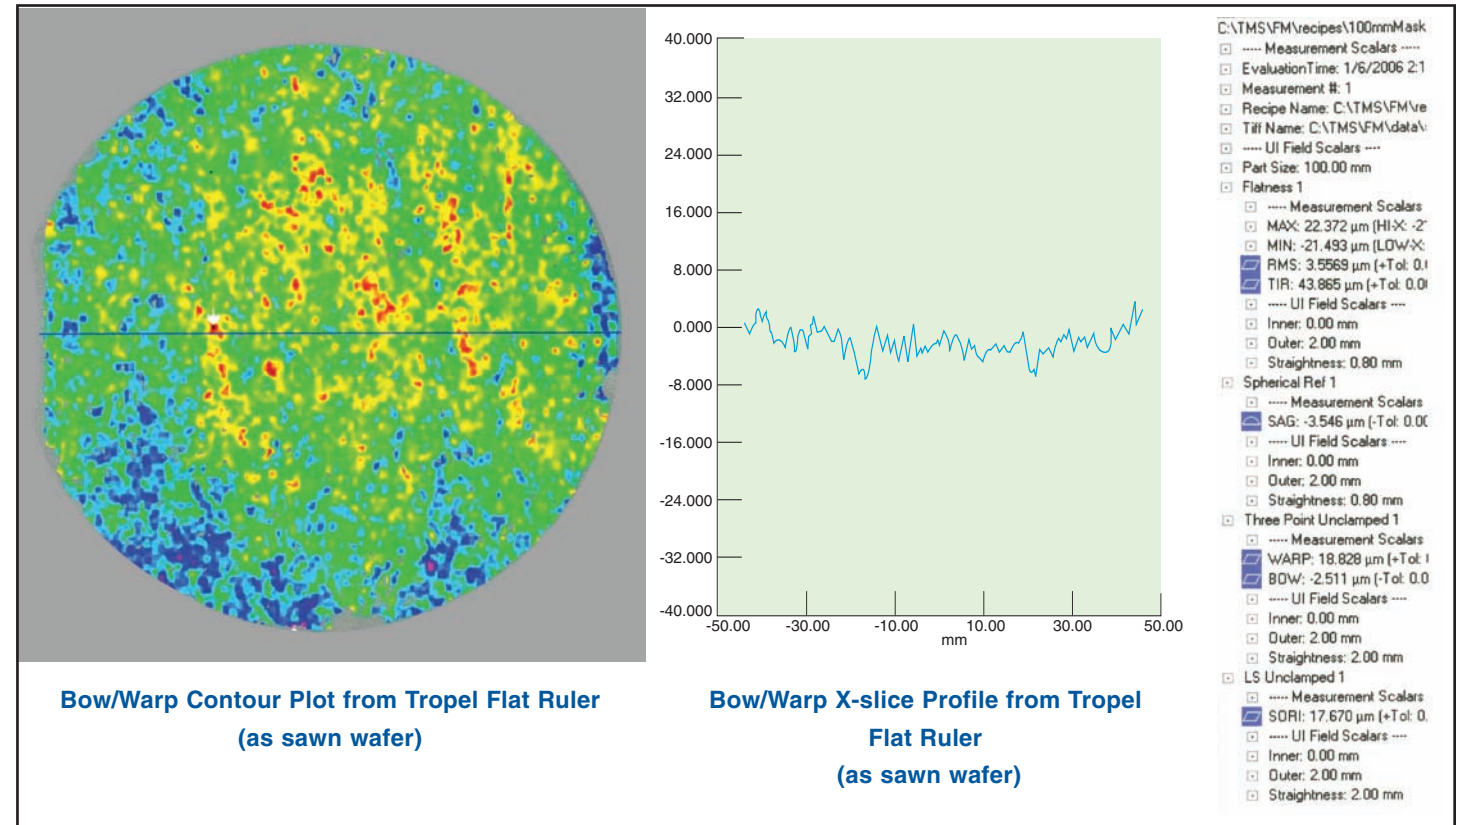 40.000
32.000
24.000
16.000
8.000
0.000
-8.000
-16.000
-24.000
-32.000
-40.000
-50.00 -30.00 -10.00 10.00 30.00 50.00
mm
Bow/Warp Contour Plot from Tropel Flat Ruler
(as sawn wafer)
Bow/Warp X-slice Profile from Tropel
Flat Ruler
(as sawn wafer)
C:\TMS\FM\recipes\100mmMask
----- Measurement Scalars -----
EvaluationTime: 1/6/2006 2:1
Measurement #: 1
Recipe Name: C:\TMS\FM\re
Tiff Name: C:\TMS\FM\data\
----- UI Field Scalars ----
Part Size: 100.00 mm
Flatness 1
----- Measurement Scalars
MAX: 22.372 µm (HI-X: -2
MIN: -21.493 µm (LOW-X:
RMS: 3.5569 µm (+Tol: 0.
TIR: 43.865 µm (+Tol: 0.0
----- UI Field Scalars ----
Inner: 0.00 mm
Outer: 2.00 mm
Straightness: 0.80 mm
Spherical Ref 1
----- Measurement Scalars
SAG: -3.546 µm (-Tol: 0.00
----- UI Field Scalars ----
Inner: 0.00 mm
Outer: 2.00 mm
Straightness: 0.80 mm
Three Point Unclamped 1
----- Measurement Scalars
WARP: 18.828 µm (+Tol:
BOW: -2.511 µm (-Tol: 0.0
----- UI Field Scalars ----
Inner: 0.00 mm
Outer: 2.00 mm
Straightness: 2.00 mm
LS Unclamped 1
----- Measurement Scalars
SORI: 17.670 µm (+Tol: 0.
----- UI Field Scalars ----
Inner: 0.00 mm
Outer: 2.00 mm
Straightness: 2.00 mm